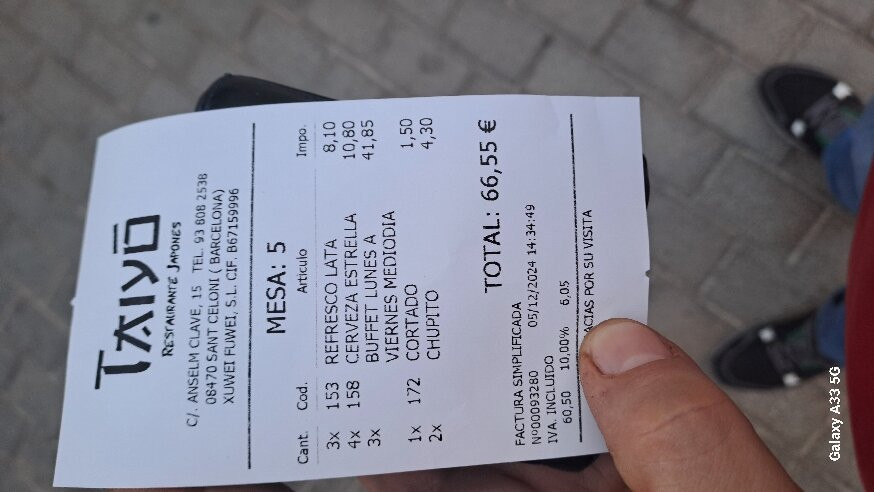 TAIYŌ
RESTAURANTE JAPONES
C/. ANSELM CLAVE, 15 TEL. 93 808 2538
08470 SANT CELONI ( BARCELONA)
XUWEI FUWEI, S.L. CIF. B67159996
MESA: 5
Cant. Cod. Artículo Impo.
3x 153 REFRESCO LATA 8,10
4x 158 CERVEZA ESTRELLA 10,80
3x BUFFET LUNES A 41,85
VIERNES MEDIODIA
1x 172 CORTADO 1,50
2x CHUPITO 4,30
TOTAL: 66,55 €
FACTURA SIMPLIFICADA
Nº00093280 05/12/2024 14:34:49
IVA. INCLUIDO
60,50 10,00% 6,05
ACIAS POR SU VISITA
Galaxy A33 5G